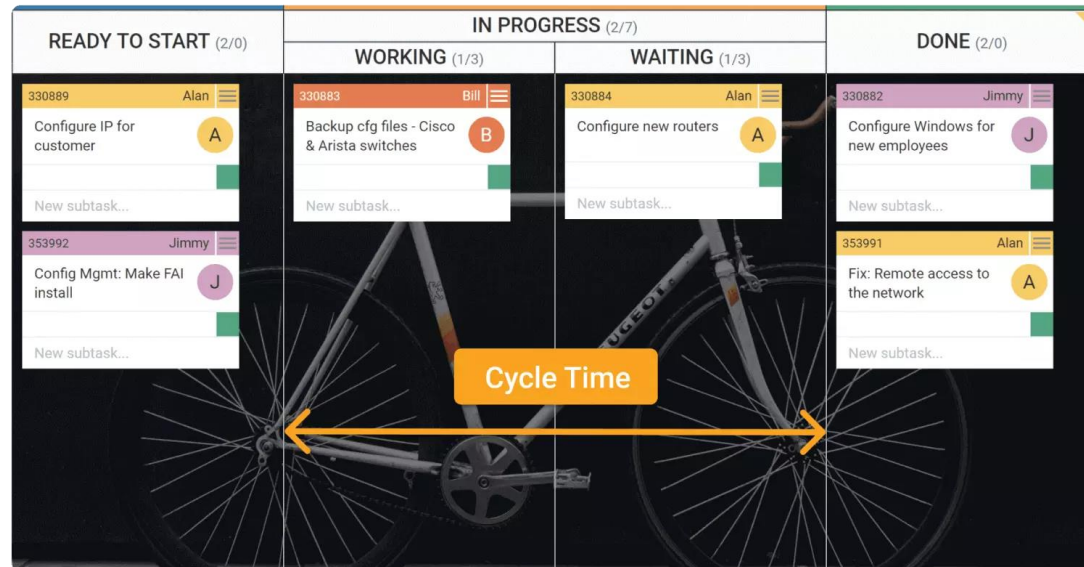 READY TO START (2/0)
IN PROGRESS (2/7)
WORKING (1/3)
WAITING (1/3)
DONE (2/0)
330889 Alan
Configure IP for
customer
A
New subtask...
353992 Jimmy
Config Mgmt: Make FAI
install
J
New subtask...
330883 Bill
Backup cfg files - Cisco
& Arista switches
B
New subtask...
330884 Alan
Configure new routers
A
New subtask...
330882 Jimmy
Configure Windows for
new employees
J
New subtask...
353991 Alan
Fix: Remote access to
the network
A
New subtask...
Cycle Time